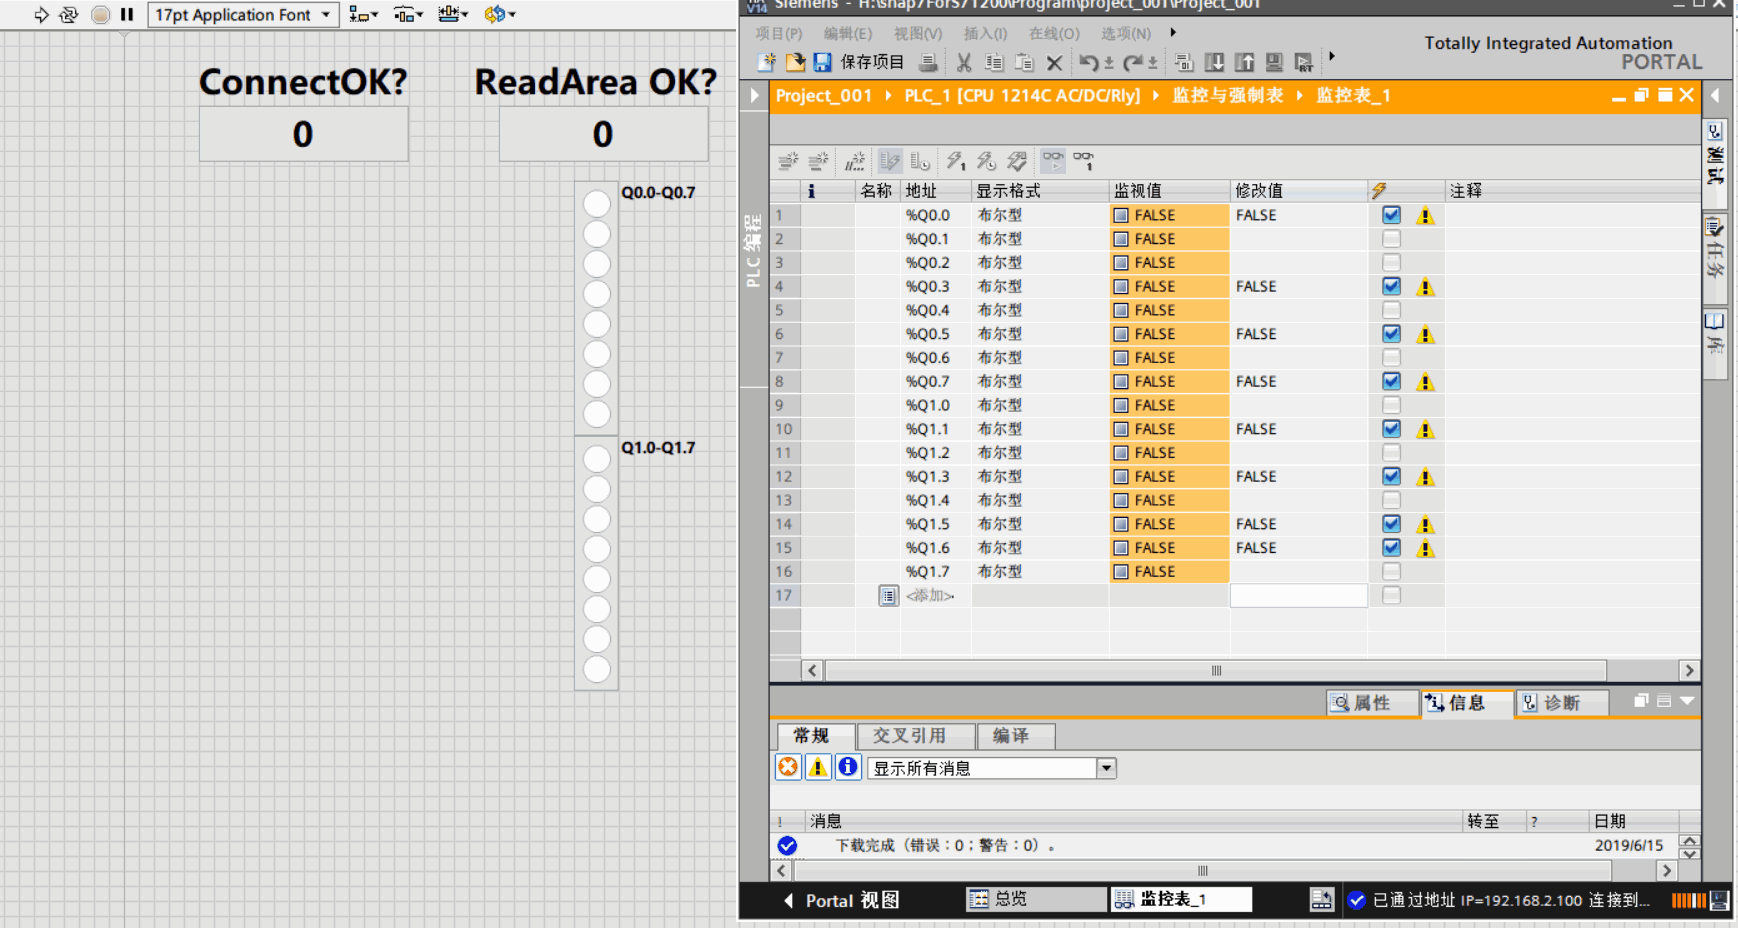 17pt Application Font
ConnectOK?
ReadArea OK?
0
0
Q0.0-Q0.7
Q1.0-Q1.7
V14
Siemens - H:\snap7ForS71200\Program\project_001\Project_001
项目(P) 编辑(E) 视图(V) 插入(I) 在线(O) 选项(N)
Totally Integrated Automation
PORTAL
保存项目
Project_001 PLC_1 [CPU 1214C AC/DC/Rly] 监控与强制表 监控表_1
PLC 编程
名称 地址 显示格式 监视值 修改值 注释
1 %Q0.0 布尔型 FALSE FALSE
2 %Q0.1 布尔型 FALSE
3 %Q0.2 布尔型 FALSE
4 %Q0.3 布尔型 FALSE FALSE
5 %Q0.4 布尔型 FALSE
6 %Q0.5 布尔型 FALSE FALSE
7 %Q0.6 布尔型 FALSE
8 %Q0.7 布尔型 FALSE FALSE
9 %Q1.0 布尔型 FALSE
10 %Q1.1 布尔型 FALSE FALSE
11 %Q1.2 布尔型 FALSE
12 %Q1.3 布尔型 FALSE FALSE
13 %Q1.4 布尔型 FALSE
14 %Q1.5 布尔型 FALSE FALSE
15 %Q1.6 布尔型 FALSE FALSE
16 %Q1.7 布尔型 FALSE
17 <添加>
测试
任务
库
属性 信息 诊断
常规 交叉引用 编译
显示所有消息
! 消息 转至 ? 日期
下载完成（错误：0；警告：0）。 2019/6/15
Portal 视图 总览 监控表_1 已通过地址 IP=192.168.2.100 连接到...